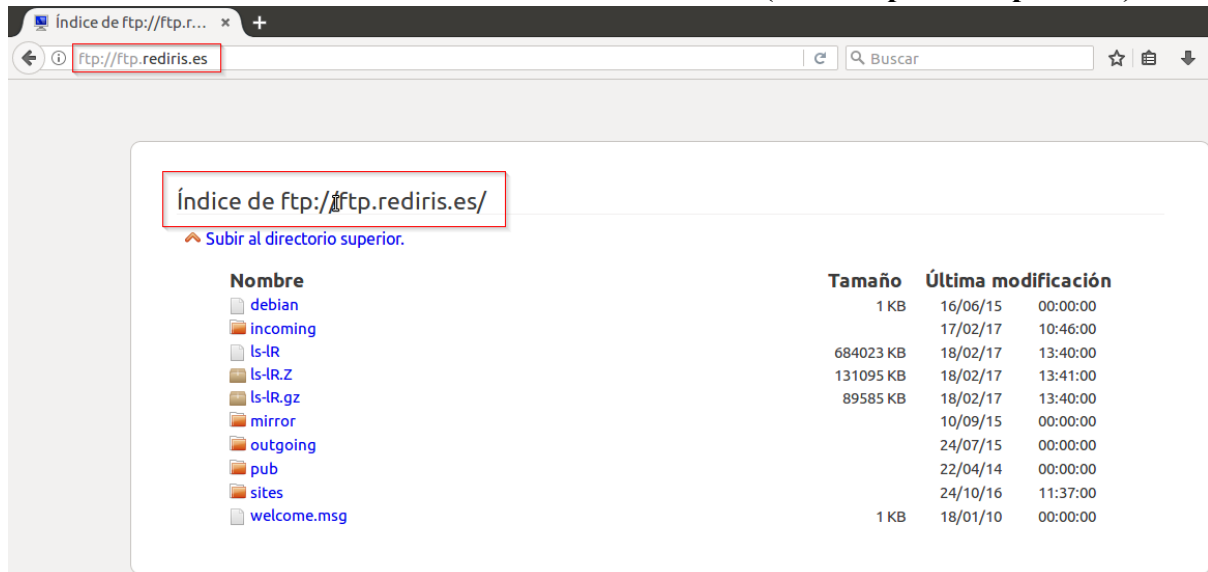 Índice de ftp://ftp.r... × +
ftp://ftp.rediris.es Buscar
Índice de ftp://ftp.rediris.es/
Subir al directorio superior.
Nombre Tamaño Última modificación
debian 1 KB 16/06/15 00:00:00
incoming 17/02/17 10:46:00
ls-lR 684023 KB 18/02/17 13:40:00
ls-lR.Z 131095 KB 18/02/17 13:41:00
ls-lR.gz 89585 KB 18/02/17 13:40:00
mirror 10/09/15 00:00:00
outgoing 24/07/15 00:00:00
pub 22/04/14 00:00:00
sites 24/10/16 11:37:00
welcome.msg 1 KB 18/01/10 00:00:00